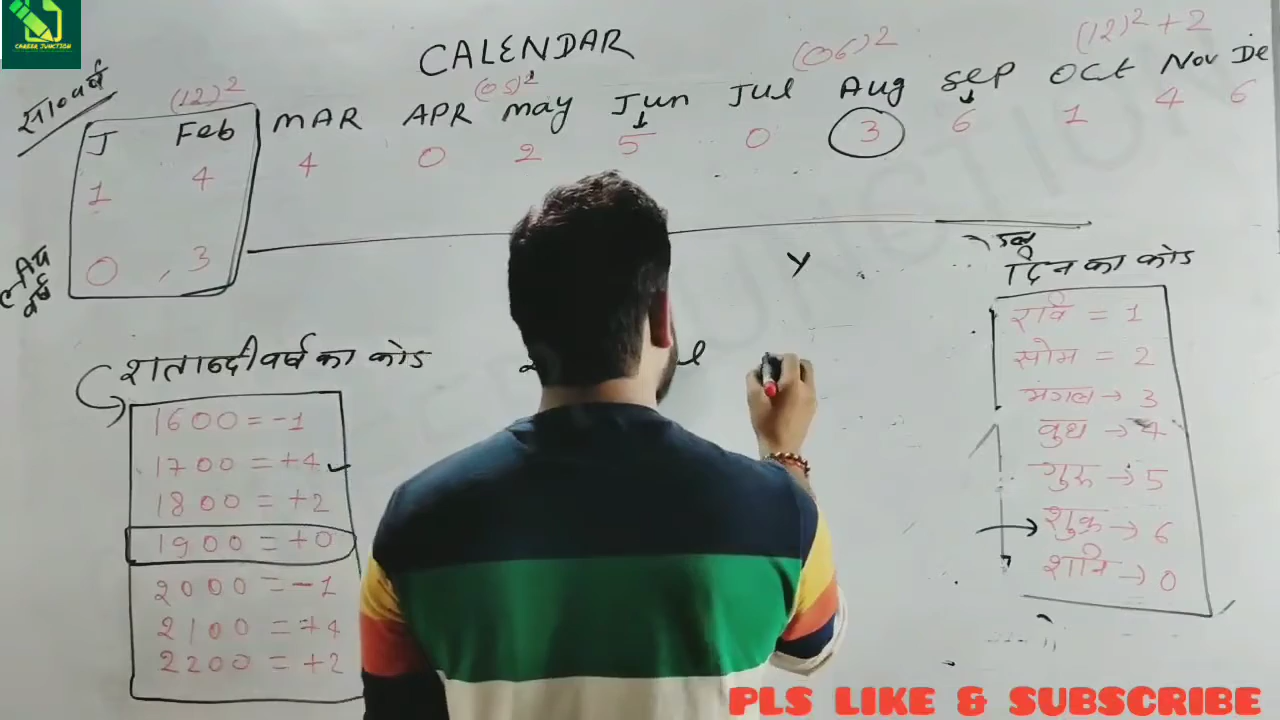 CAREER JUNCTION
CALENDAR
(12)² (05)² (06)² (12)² + 2
J Feb MAR APR may Jun Jul Aug sep oct Nov De
1 4 4 0 2 5 0 3 6 1 4 6
0 , 3
y
दिन का कोड
रवि = 1
सोम = 2
मंगल → 3
बुध → 4
गुरु → 5
शुक्र → 6
शनि → 0
शताब्दी वर्ष का कोड
1600 = -1
1700 = +4
1800 = +2
1900 = +0
2000 = -1
2100 = +4
2200 = +2
PLS LIKE & SUBSCRIBE